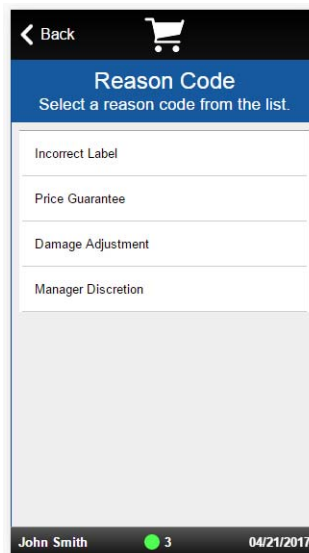 Back
Reason Code
Select a reason code from the list.
Incorrect Label
Price Guarantee
Damage Adjustment
Manager Discretion
John Smith 3 04/21/2017